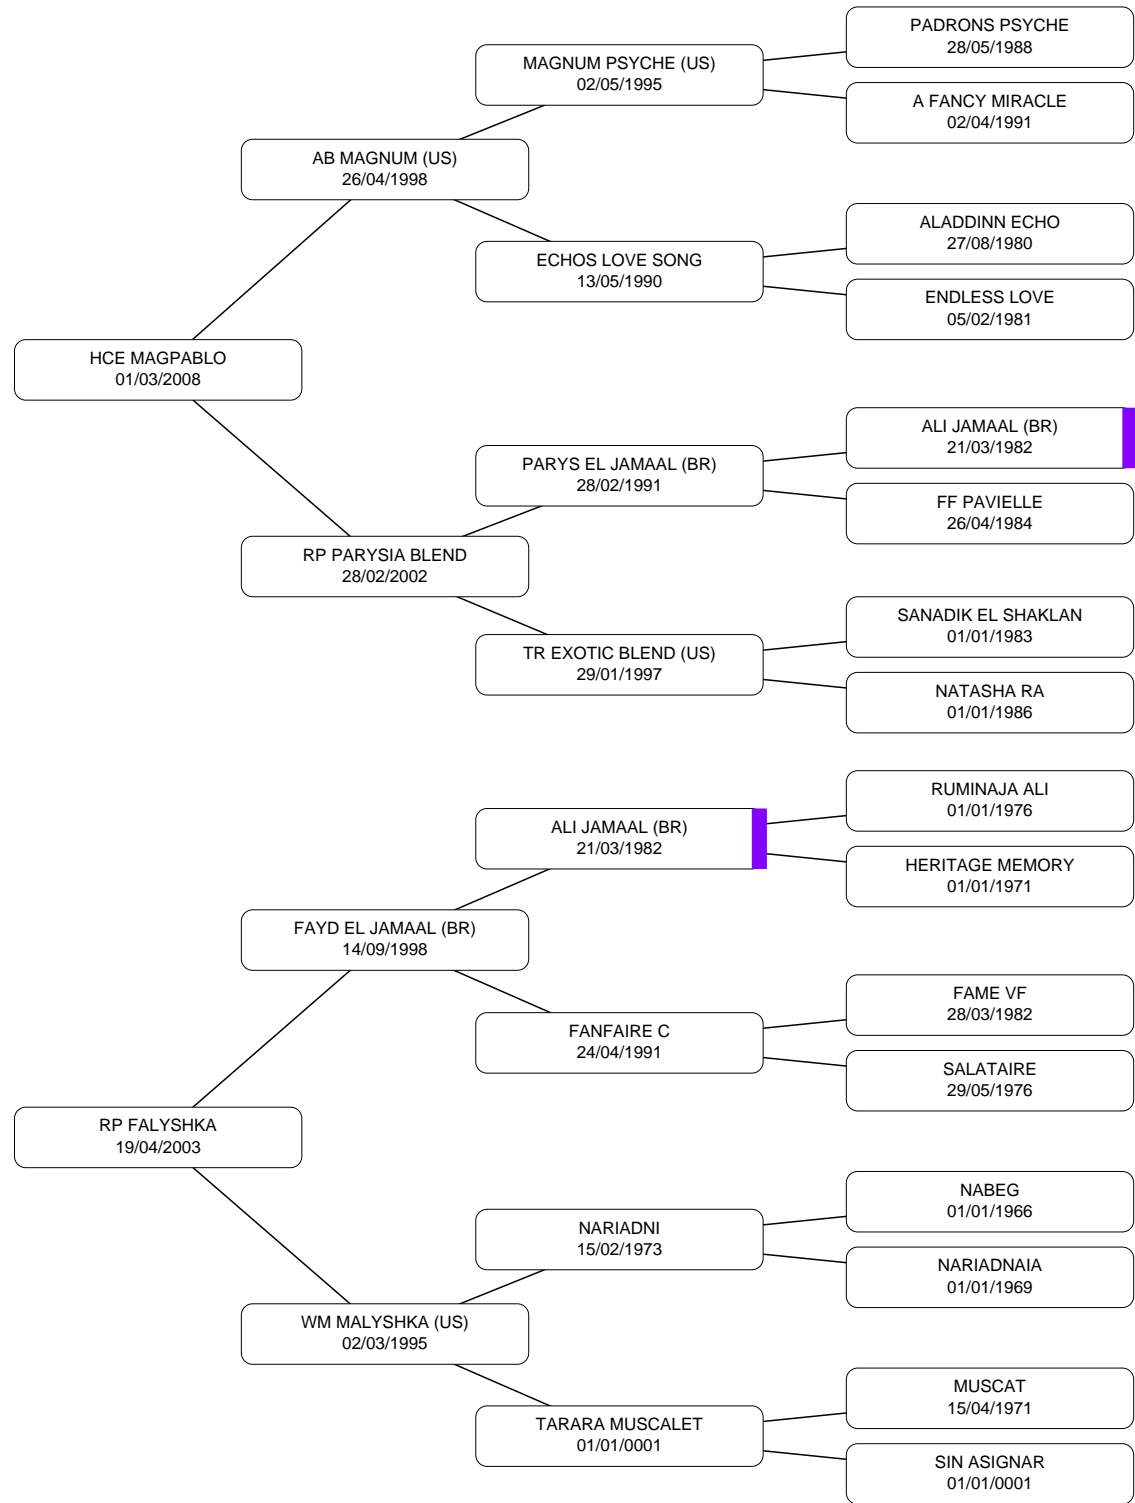 PADRONS PSYCHE
28/05/1988
MAGNUM PSYCHE (US)
02/05/1995
A FANCY MIRACLE
02/04/1991
AB MAGNUM (US)
26/04/1998
ALADDINN ECHO
27/08/1980
ECHOS LOVE SONG
13/05/1990
ENDLESS LOVE
05/02/1981
HCE MAGPABLO
01/03/2008
ALI JAMAAL (BR)
21/03/1982
PARYS EL JAMAAL (BR)
28/02/1991
FF PAVIELLE
26/04/1984
RP PARYSIA BLEND
28/02/2002
SANADIK EL SHAKLAN
01/01/1983
TR EXOTIC BLEND (US)
29/01/1997
NATASHA RA
01/01/1986
RUMINAJA ALI
01/01/1976
ALI JAMAAL (BR)
21/03/1982
HERITAGE MEMORY
01/01/1971
FAYD EL JAMAAL (BR)
14/09/1998
FAME VF
28/03/1982
FANFAIRE C
24/04/1991
SALATAIRE
29/05/1976
RP FALYSHKA
19/04/2003
NABEG
01/01/1966
NARIADNI
15/02/1973
NARIADNAIA
01/01/1969
WM MALYSHKA (US)
02/03/1995
MUSCAT
15/04/1971
TARARA MUSCALET
01/01/0001
SIN ASIGNAR
01/01/0001